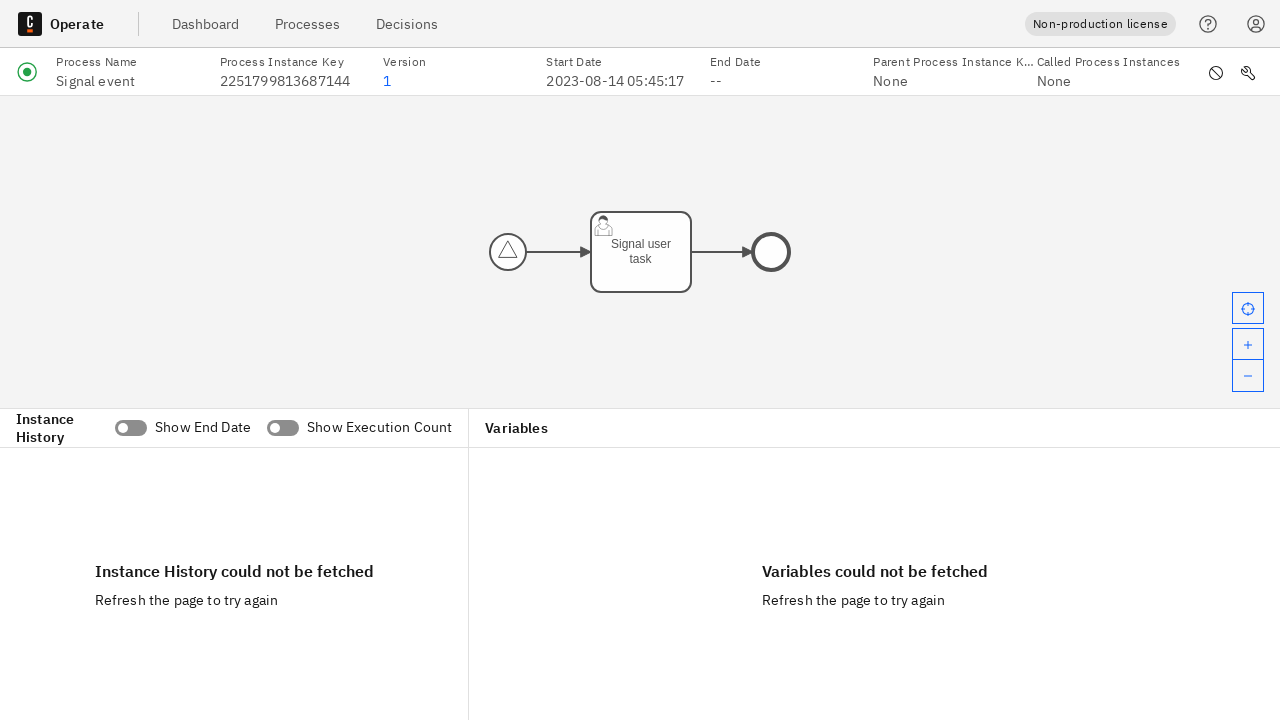 Operate
Dashboard
Processes
Decisions
Non-production license
Process Name
Process Instance Key
Version
Start Date
End Date
Parent Process Instance K...
Called Process Instances
Signal event
2251799813687144
1
2023-08-14 05:45:17
--
None
None
Signal user
task
Instance
History
Show End Date
Show Execution Count
Variables
Instance History could not be fetched
Refresh the page to try again
Variables could not be fetched
Refresh the page to try again